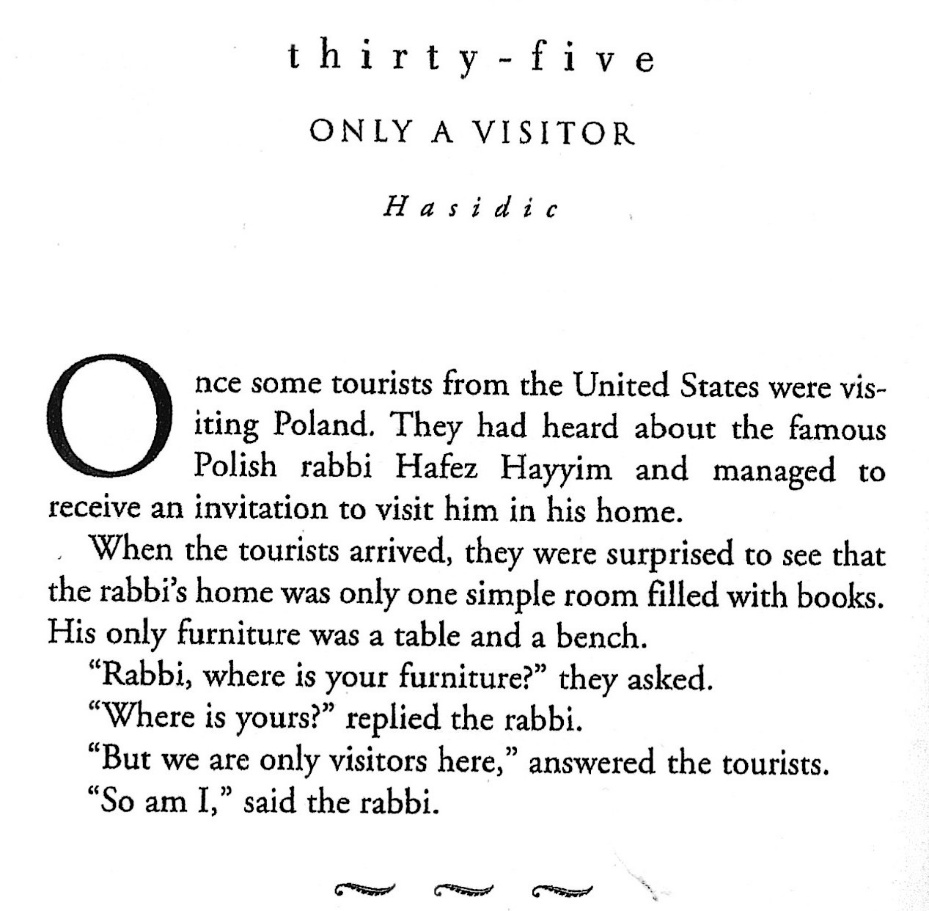 thirty-five
ONLY A VISITOR
Hasidic
Once some tourists from the United States were vis-
iting Poland. They had heard about the famous
Polish rabbi Hafez Hayyim and managed to
receive an invitation to visit him in his home.
When the tourists arrived, they were surprised to see that
the rabbi's home was only one simple room filled with books.
His only furniture was a table and a bench.
“Rabbi, where is your furniture?” they asked.
“Where is yours?” replied the rabbi.
“But we are only visitors here,” answered the tourists.
“So am I,” said the rabbi.